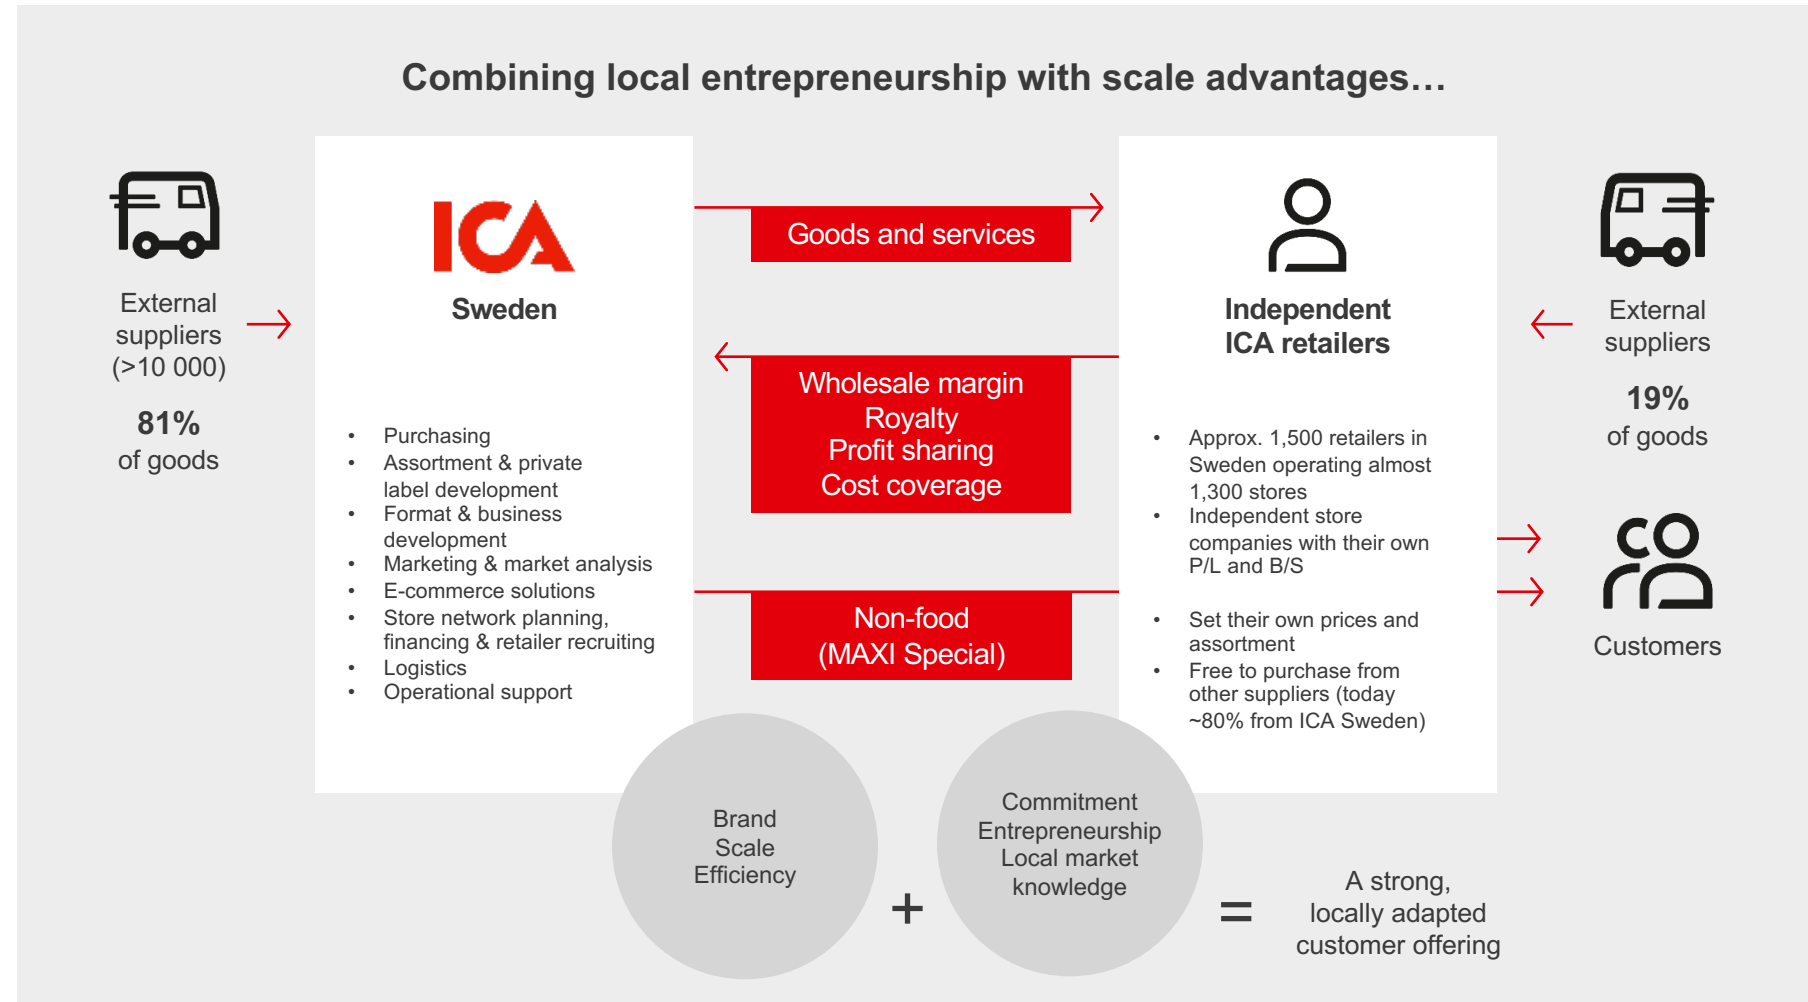 Combining local entrepreneurship with scale advantages…
External
suppliers
(>10 000)
81%
of goods
ICA
Sweden
• Purchasing
• Assortment & private
label development
• Format & business
development
• Marketing & market analysis
• E-commerce solutions
• Store network planning,
financing & retailer recruiting
• Logistics
• Operational support
Goods and services
Wholesale margin
Royalty
Profit sharing
Cost coverage
Non-food
(MAXI Special)
Independent
ICA retailers
• Approx. 1,500 retailers in
Sweden operating almost
1,300 stores
• Independent store
companies with their own
P/L and B/S
• Set their own prices and
assortment
• Free to purchase from
other suppliers (today
~80% from ICA Sweden)
External
suppliers
19%
of goods
Customers
Brand
Scale
Efficiency
+
Commitment
Entrepreneurship
Local market
knowledge
=
A strong,
locally adapted
customer offering